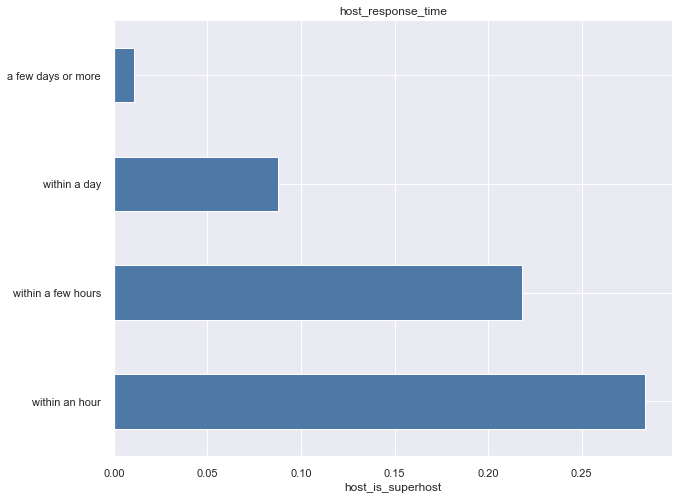 host_response_time
a few days or more
within a day
within a few hours
within an hour
0.00 0.05 0.10 0.15 0.20 0.25
host_is_superhost